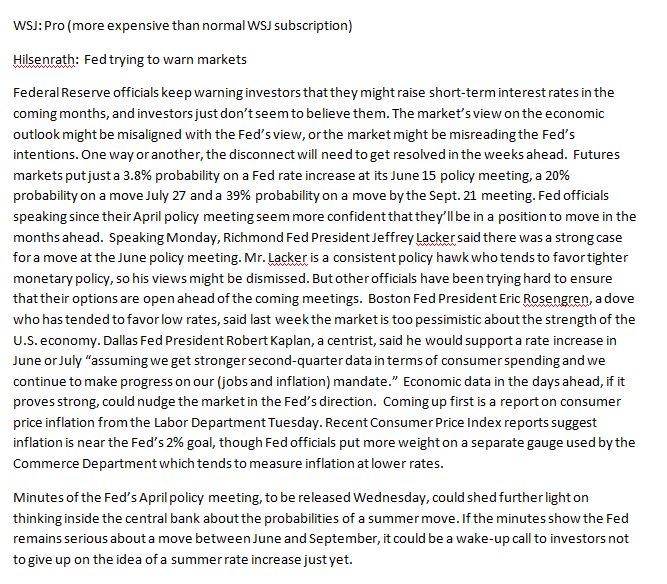 WSJ: Pro (more expensive than normal WSJ subscription)
Hilsenrath:  Fed trying to warn markets
Federal Reserve officials keep warning investors that they might raise short-term interest rates in the
coming months, and investors just don't seem to believe them. The market's view on the economic
outlook might be misaligned with the Fed's view, or the market might be misreading the Fed's
intentions. One way or another, the disconnect will need to get resolved in the weeks ahead.  Futures
markets put just a 3.8% probability on a Fed rate increase at its June 15 policy meeting, a 20%
probability on a move July 27 and a 39% probability on a move by the Sept. 21 meeting. Fed officials
speaking since their April policy meeting seem more confident that they'll be in a position to move in the
months ahead.  Speaking Monday, Richmond Fed President Jeffrey Lacker said there was a strong case
for a move at the June policy meeting. Mr. Lacker is a consistent policy hawk who tends to favor tighter
monetary policy, so his views might be dismissed. But other officials have been trying hard to ensure
that their options are open ahead of the coming meetings.  Boston Fed President Eric Rosengren, a dove
who has tended to favor low rates, said last week the market is too pessimistic about the strength of the
U.S. economy. Dallas Fed President Robert Kaplan, a centrist, said he would support a rate increase in
June or July “assuming we get stronger second-quarter data in terms of consumer spending and we
continue to make progress on our (jobs and inflation) mandate.”  Economic data in the days ahead, if it
proves strong, could nudge the market in the Fed's direction.  Coming up first is a report on consumer
price inflation from the Labor Department Tuesday. Recent Consumer Price Index reports suggest
inflation is near the Fed's 2% goal, though Fed officials put more weight on a separate gauge used by the
Commerce Department which tends to measure inflation at lower rates.
Minutes of the Fed's April policy meeting, to be released Wednesday, could shed further light on
thinking inside the central bank about the probabilities of a summer move. If the minutes show the Fed
remains serious about a move between June and September, it could be a wake-up call to investors not
to give up on the idea of a summer rate increase just yet.